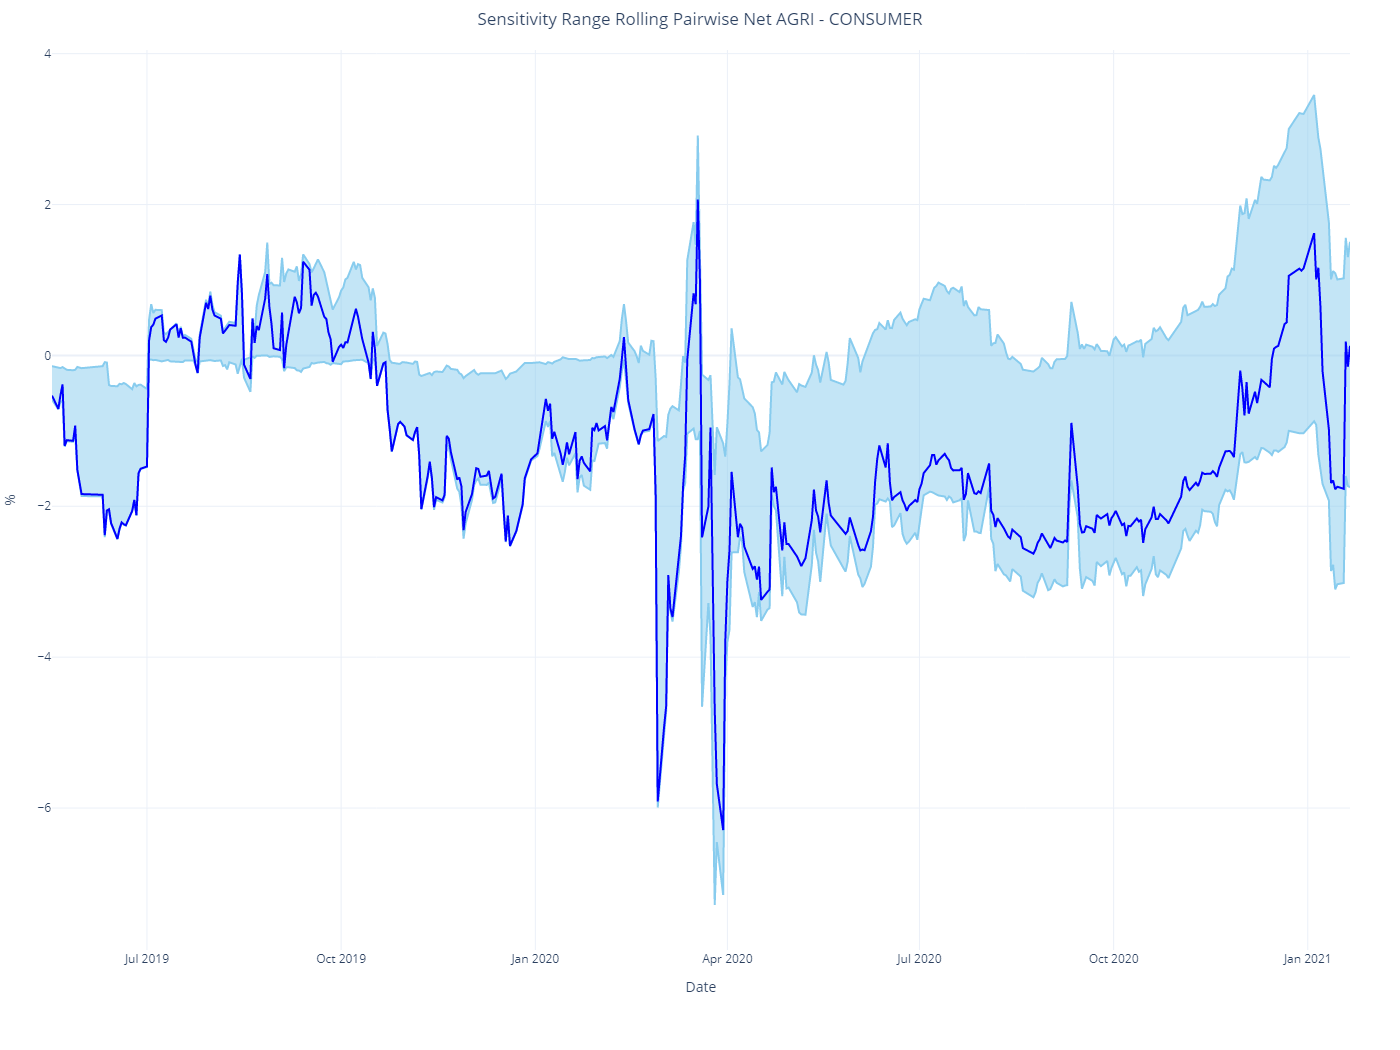 Sensitivity Range Rolling Pairwise Net AGRI - CONSUMER
4
2
0
−2
−4
−6
%
Jul 2019
Oct 2019
Jan 2020
Apr 2020
Jul 2020
Oct 2020
Jan 2021
Date